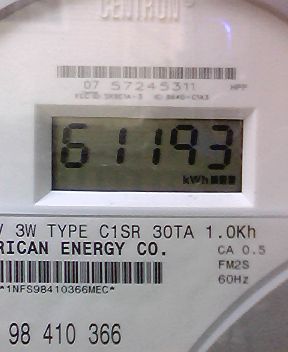 CENTRON
07 57245311 HPP
61193
kWh
V 3W TYPE C1SR 30TA 1.0Kh
RICAN ENERGY CO. CA 0.5
FM2S
*1NFS98410366MEC* 60Hz
98 410 366